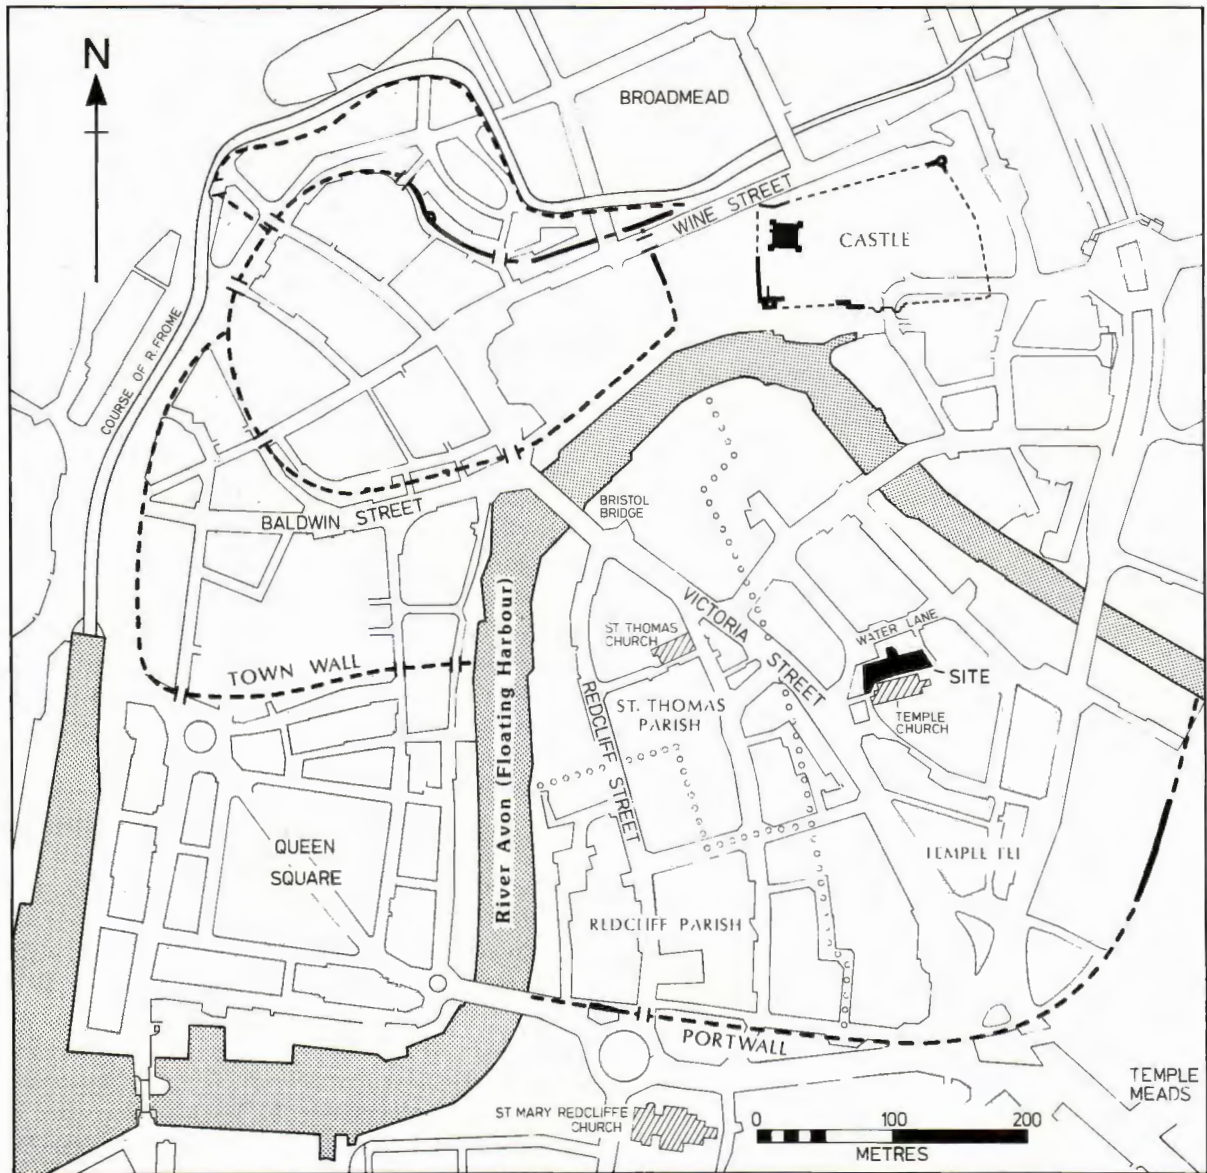 N
BROADMEAD
WINE STREET
CASTLE
COURSE OF R.FROME
BALDWIN STREET
BRISTOL
BRIDGE
River Avon (Floating Harbour)
VICTORIA
STREET
ST THOMAS
CHURCH
WATER LANE
SITE
TOWN WALL
REDCLIFF STREET
ST. THOMAS
PARISH
TEMPLE
CHURCH
QUEEN
SQUARE
TEMPLE
REDCLIFF PARISH
PORTWALL
TEMPLE
MEADS
ST MARY REDCLIFFE
CHURCH
0 100 200
METRES